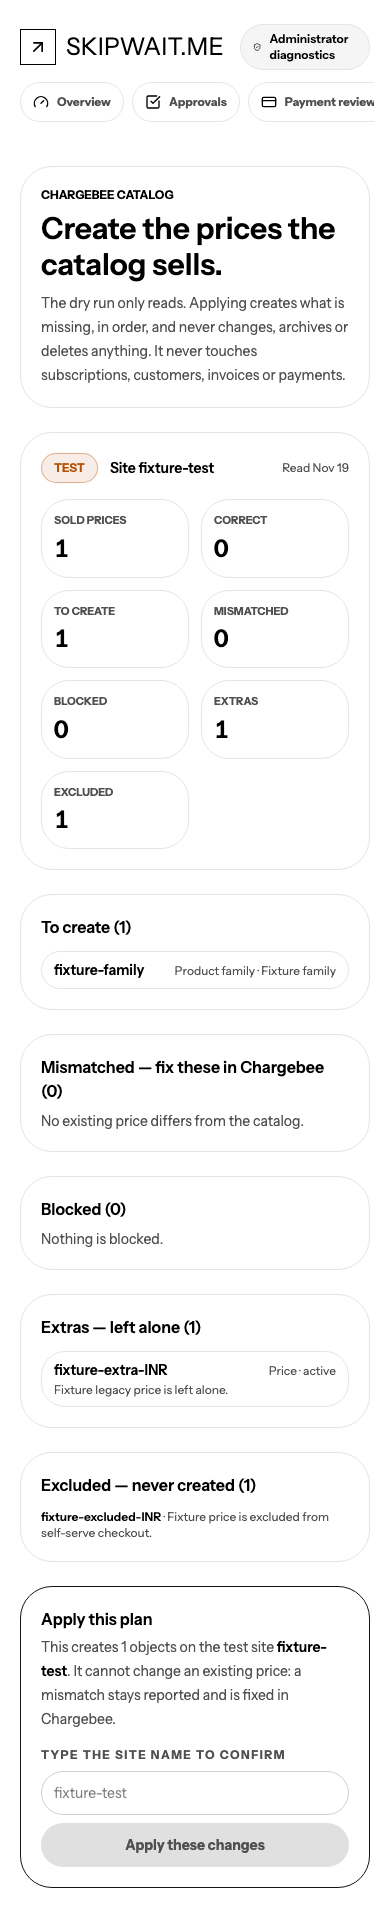 SKIPWAIT.ME
Administrator
diagnostics
Overview
Approvals
Payment review
CHARGEBEE CATALOG
Create the prices the
catalog sells.
The dry run only reads. Applying creates what is
missing, in order, and never changes, archives or
deletes anything. It never touches
subscriptions, customers, invoices or payments.
TEST
Site fixture-test
Read Nov 19
SOLD PRICES
1
CORRECT
0
TO CREATE
1
MISMATCHED
0
BLOCKED
0
EXTRAS
1
EXCLUDED
1
To create (1)
fixture-family
Product family · Fixture family
Mismatched — fix these in Chargebee
(0)
No existing price differs from the catalog.
Blocked (0)
Nothing is blocked.
Extras — left alone (1)
fixture-extra-INR
Price · active
Fixture legacy price is left alone.
Excluded — never created (1)
fixture-excluded-INR · Fixture price is excluded from
self-serve checkout.
Apply this plan
This creates 1 objects on the test site fixture-
test. It cannot change an existing price: a
mismatch stays reported and is fixed in
Chargebee.
TYPE THE SITE NAME TO CONFIRM
fixture-test
Apply these changes